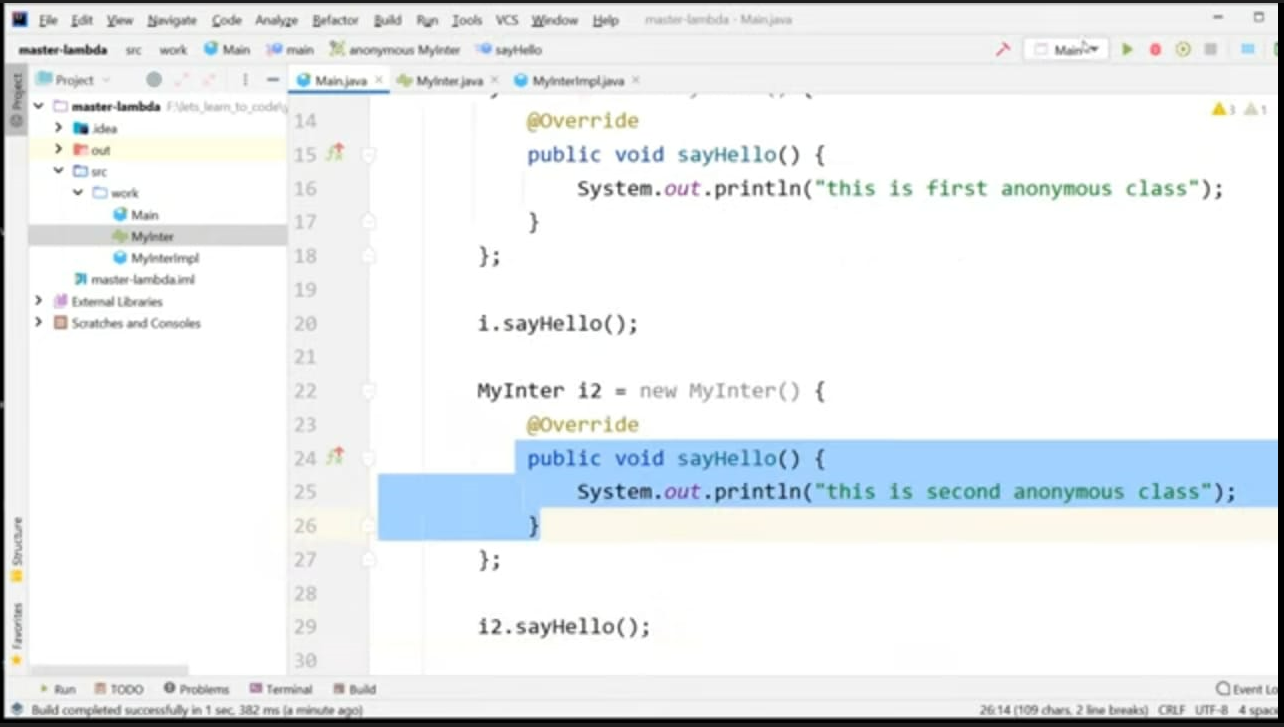 File Edit View Navigate Code Analyze Refactor Build Run Tools VCS Window Help master-lambda - Main.java
master-lambda src work Main main anonymous MyInter sayHello Main
Project Main.java MyInter.java MyInterImpl.java
Project
master-lambda
.idea
out
src
work
Main
MyInter
MyInterImpl
master-lambda.iml
External Libraries
Scratches and Consoles
Structure
Favorites
3 1
14 @Override
15 public void sayHello() {
16 System.out.println("this is first anonymous class");
17 }
18 };
19
20 i.sayHello();
21
22 MyInter i2 = new MyInter() {
23 @Override
24 public void sayHello() {
25 System.out.println("this is second anonymous class");
26 }
27 };
28
29 i2.sayHello();
30
Run TODO Problems Terminal Build Event Lo
Build completed successfully in 1 sec, 382 ms (a minute ago) 26:14 (109 chars, 2 line breaks) CRLF UTF-8 4 spac